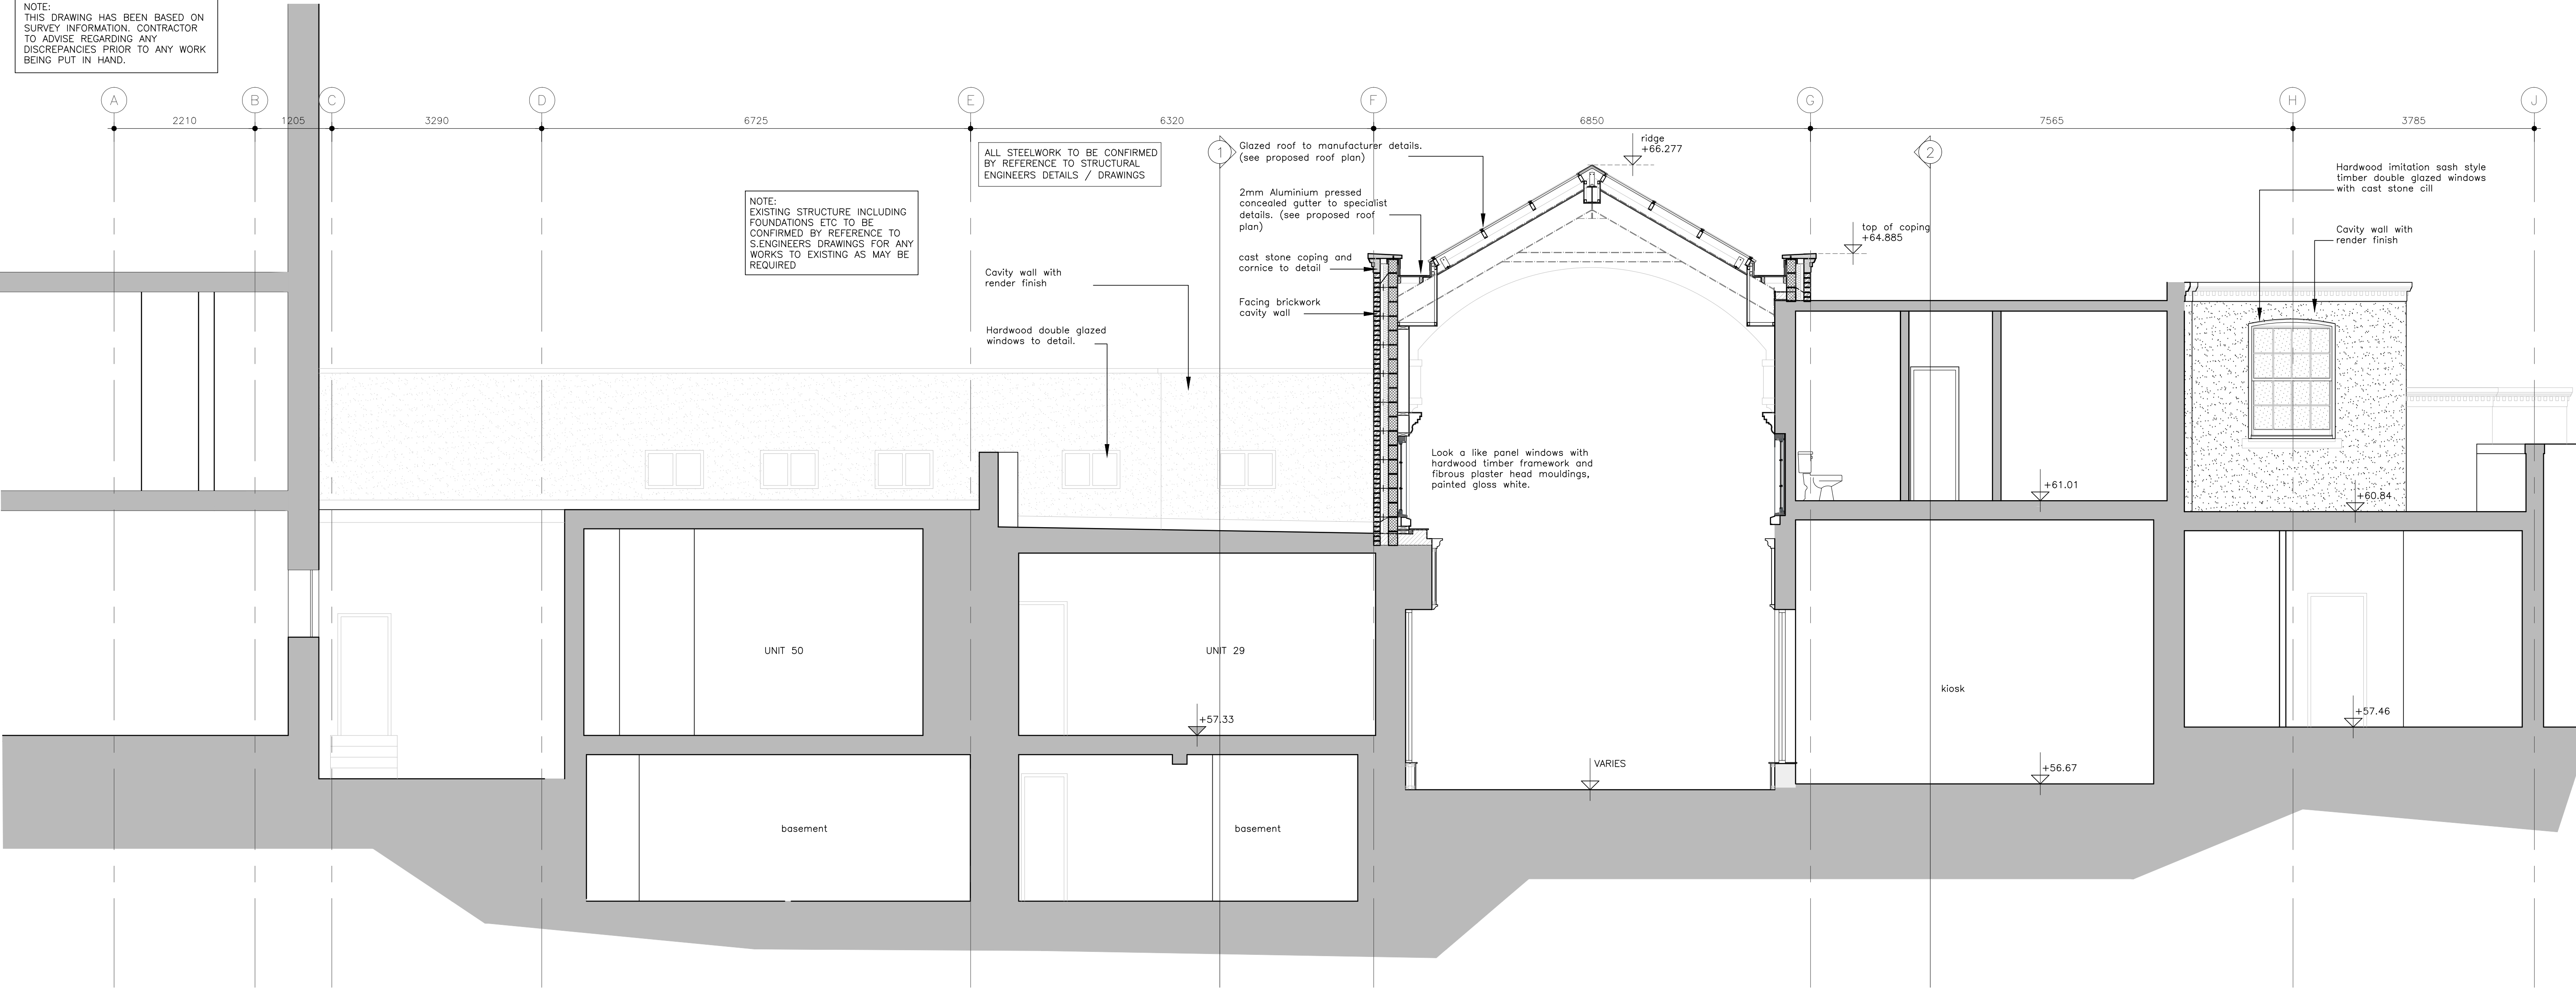 NOTE:
THIS DRAWING HAS BEEN BASED ON
SURVEY INFORMATION. CONTRACTOR
TO ADVISE REGARDING ANY
DISCREPANCIES PRIOR TO ANY WORK
BEING PUT IN HAND.
A
B
C
D
E
F
G
H
J
2210
1205
3290
6725
6320
6850
7565
3785
ALL STEELWORK TO BE CONFIRMED
BY REFERENCE TO STRUCTURAL
ENGINEERS DETAILS / DRAWINGS
NOTE:
EXISTING STRUCTURE INCLUDING
FOUNDATIONS ETC TO BE
CONFIRMED BY REFERENCE TO
S.ENGINEERS DRAWINGS FOR ANY
WORKS TO EXISTING AS MAY BE
REQUIRED
1
Glazed roof to manufacturer details.
(see proposed roof plan)
2mm Aluminium pressed
concealed gutter to specialist
details. (see proposed roof
plan)
cast stone coping and
cornice to detail
Facing brickwork
cavity wall
Cavity wall with
render finish
Hardwood double glazed
windows to detail.
ridge
+66.277
2
top of coping
+64.885
Hardwood imitation sash style
timber double glazed windows
with cast stone cill
Cavity wall with
render finish
Look a like panel windows with
hardwood timber framework and
fibrous plaster head mouldings,
painted gloss white.
+61.01
+60.84
UNIT 50
UNIT 29
kiosk
+57.33
+57.46
VARIES
+56.67
basement
basement